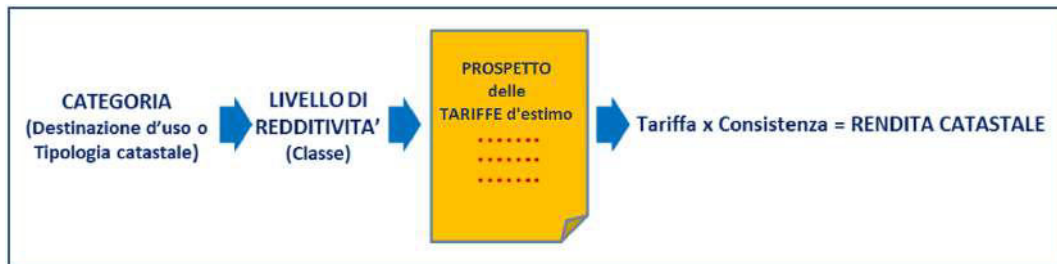 CATEGORIA
(Destinazione d'uso o
Tipologia catastale)
LIVELLO DI
REDDITIVITA'
(Classe)
PROSPETTO
delle
TARIFFE d'estimo
Tariffa x Consistenza = RENDITA CATASTALE